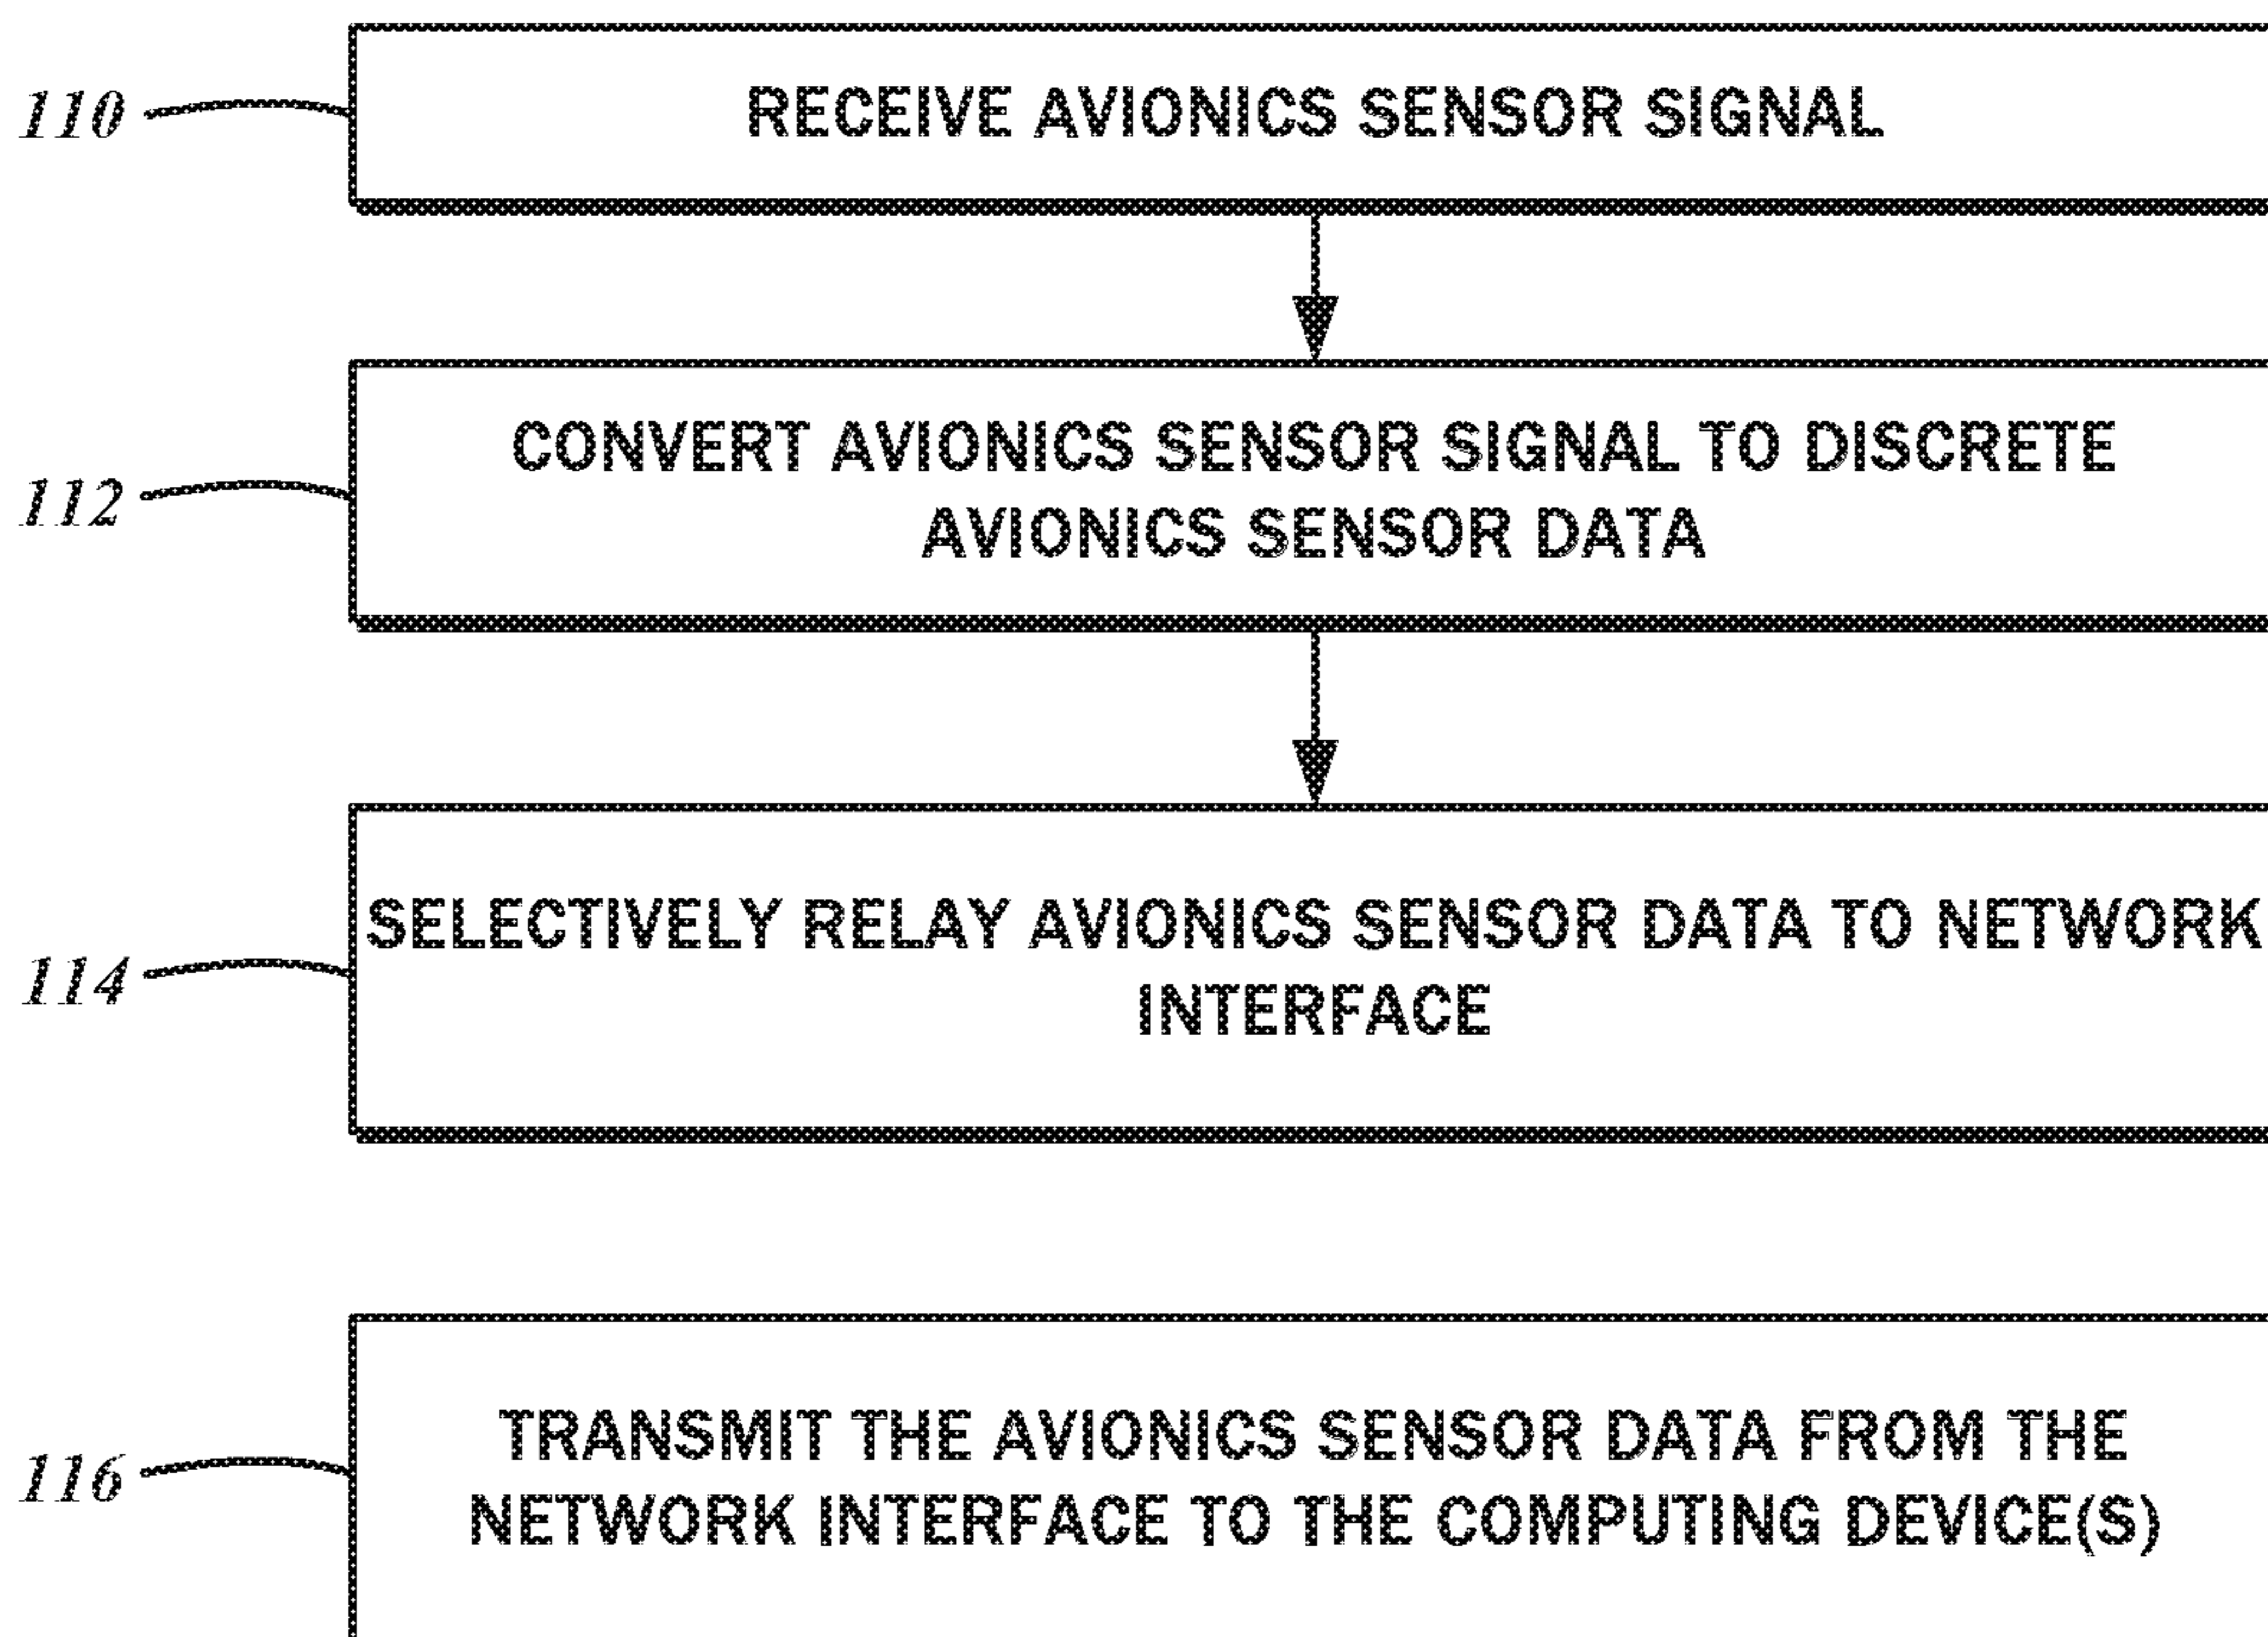 110
RECEIVE AVIONICS SENSOR SIGNAL
112
CONVERT AVIONICS SENSOR SIGNAL TO DISCRETE
AVIONICS SENSOR DATA
114
SELECTIVELY RELAY AVIONICS SENSOR DATA TO NETWORK
INTERFACE
116
TRANSMIT THE AVIONICS SENSOR DATA FROM THE
NETWORK INTERFACE TO THE COMPUTING DEVICE(S)